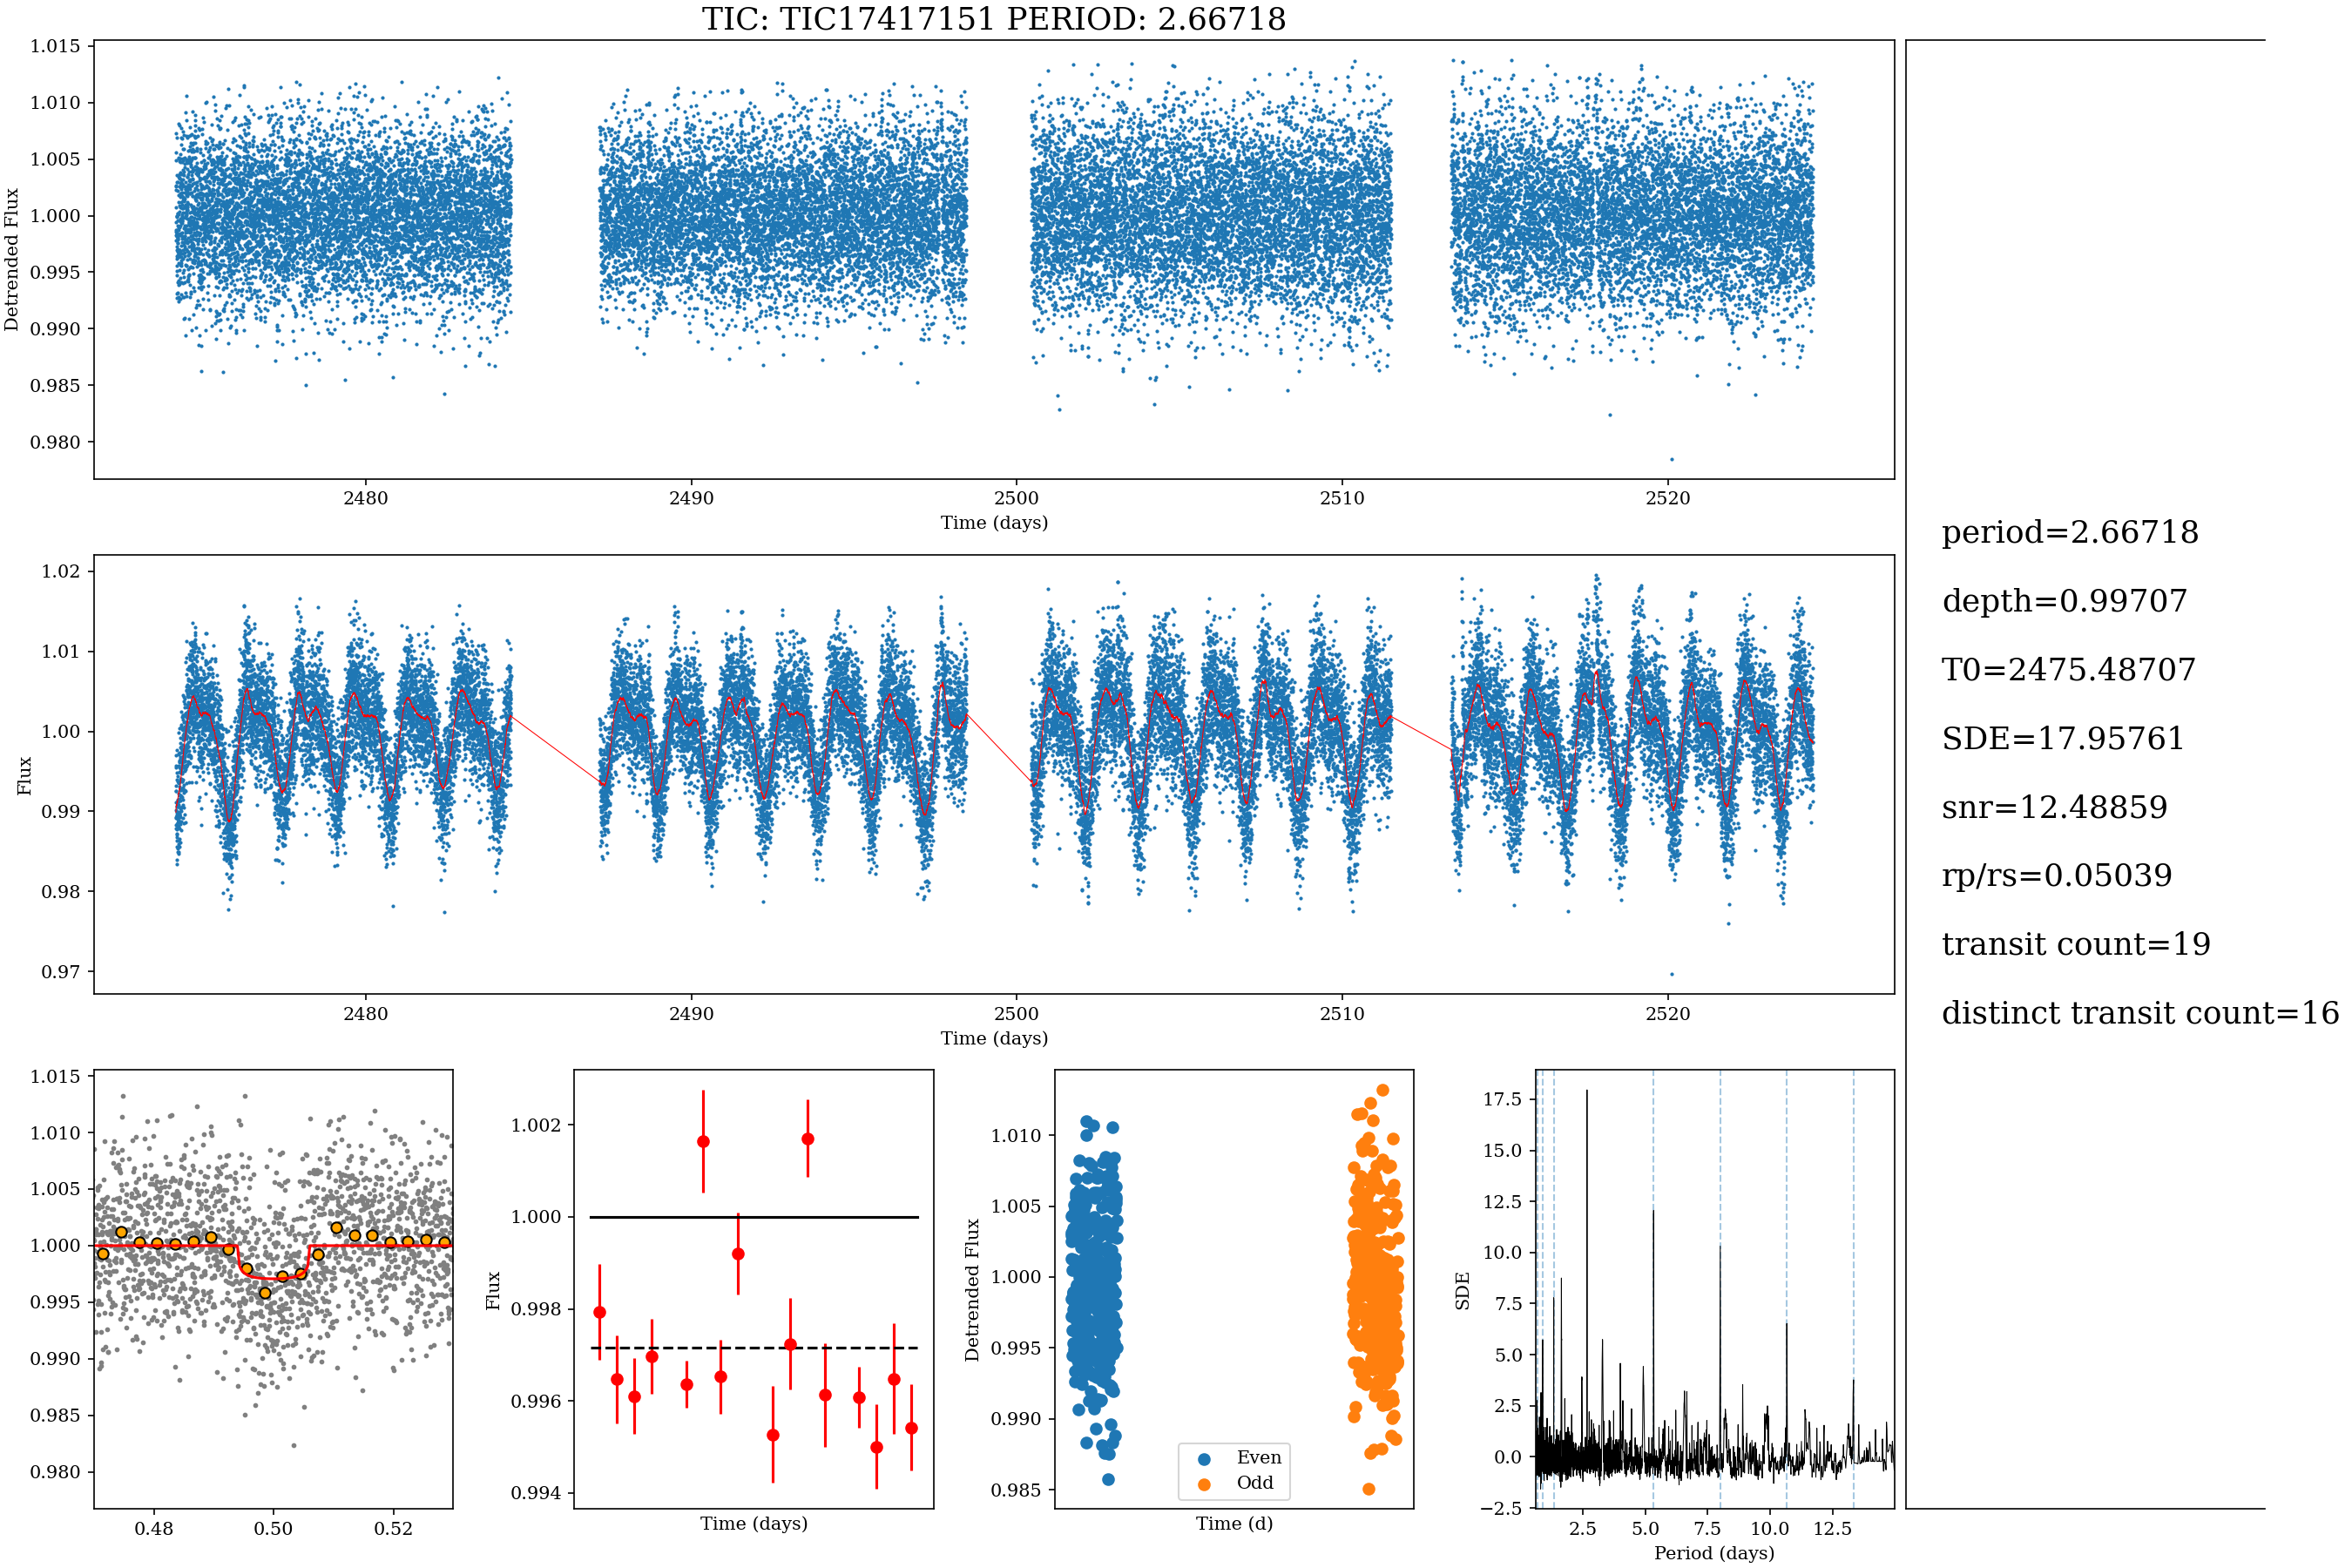 TIC: TIC17417151 PERIOD: 2.66718
1.015
1.010
1.005
1.000
0.995
0.990
0.985
0.980
Detrended Flux
2480 2490 2500 2510 2520
Time (days)
1.02
1.01
1.00
0.99
0.98
0.97
Flux
2480 2490 2500 2510 2520
Time (days)
period=2.66718
depth=0.99707
T0=2475.48707
SDE=17.95761
snr=12.48859
rp/rs=0.05039
transit count=19
distinct transit count=16
1.015
1.010
1.005
1.000
0.995
0.990
0.985
0.980
0.48 0.50 0.52
1.002
1.000
0.998
0.996
0.994
Flux
Time (days)
1.010
1.005
1.000
0.995
0.990
0.985
Detrended Flux
Even
Odd
Time (d)
17.5
15.0
12.5
10.0
7.5
5.0
2.5
0.0
−2.5
SDE
2.5 5.0 7.5 10.0 12.5
Period (days)